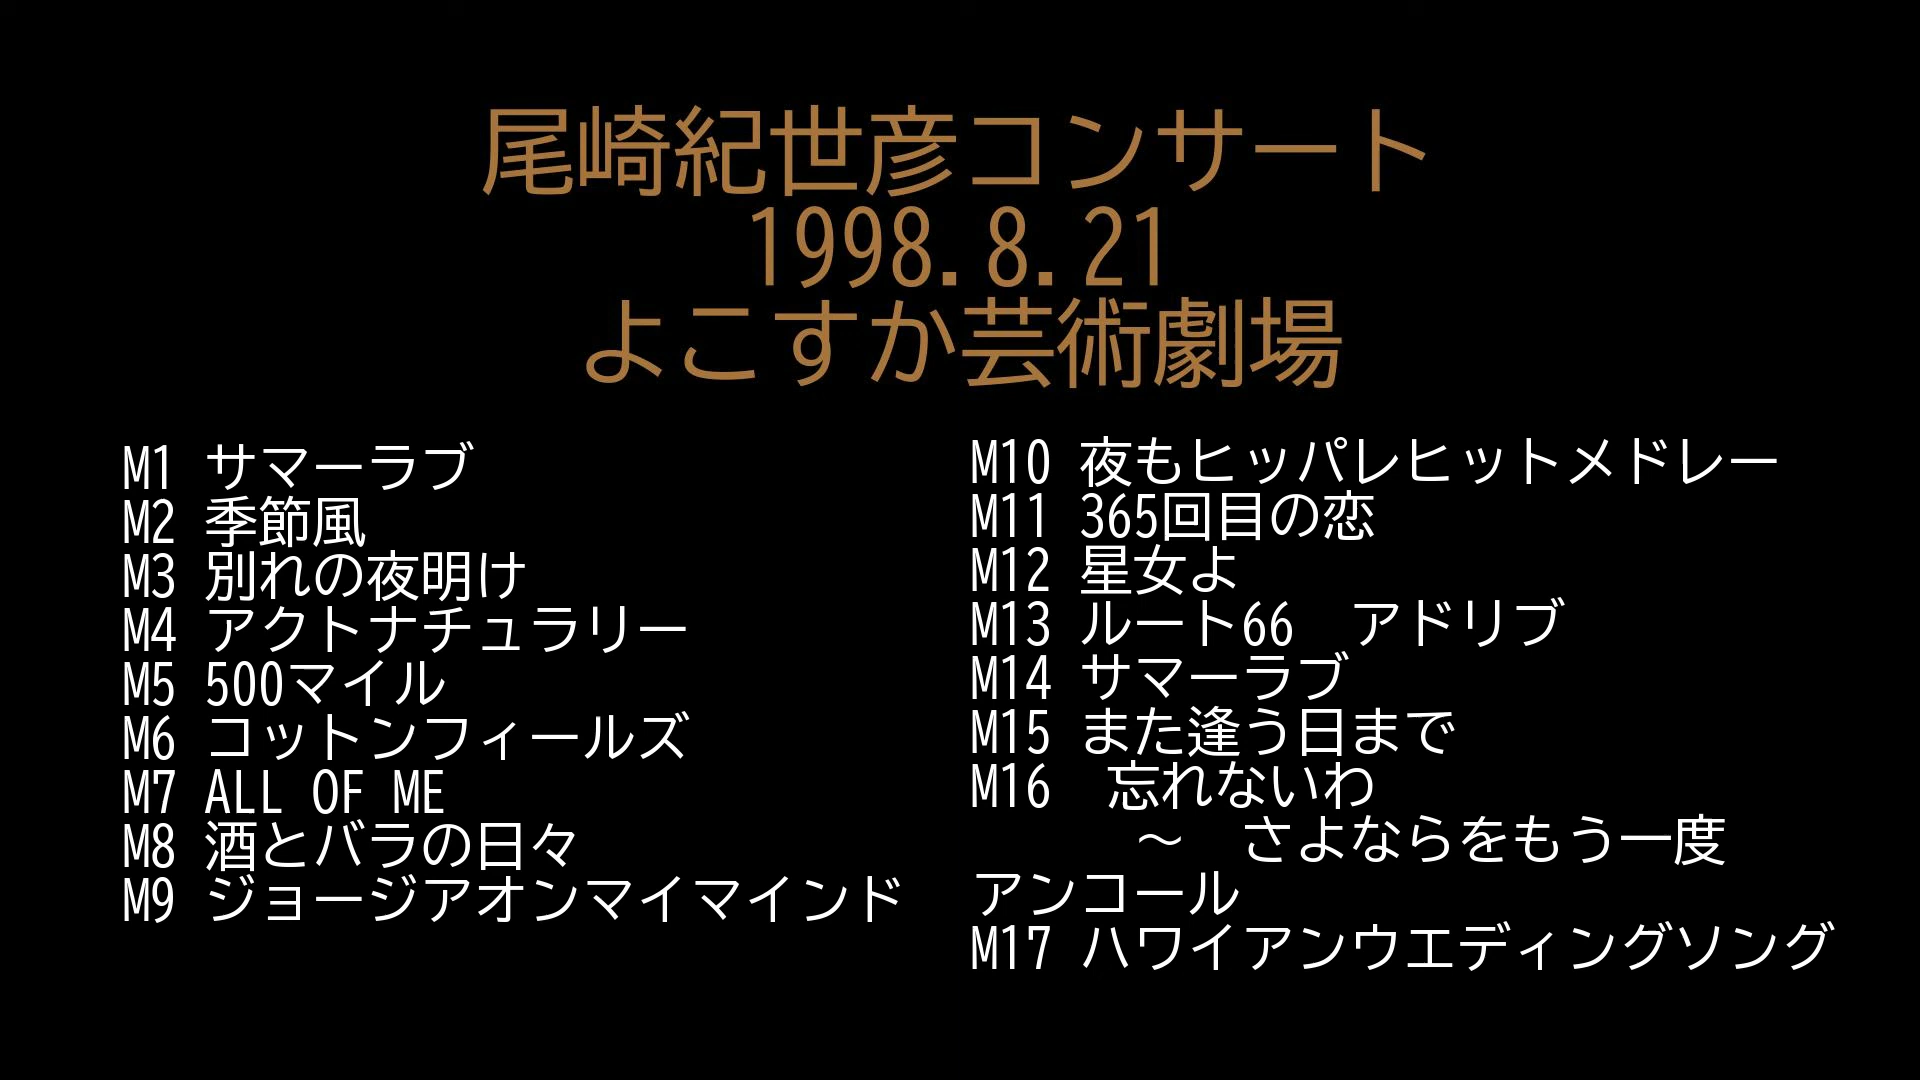 尾崎紀世彦コンサート
1998.8.21
よこすか芸術劇場
M1 サマーラブ
M2 季節風
M3 別れの夜明け
M4 アクトナチュラリー
M5 500マイル
M6 コットンフィールズ
M7 ALL OF ME
M8 酒とバラの日々
M9 ジョージアオンマイマインド
M10 夜もヒッパレヒットメドレー
M11 365回目の恋
M12 星女よ
M13 ルート66　アドリブ
M14 サマーラブ
M15 また逢う日まで
M16　忘れないわ
～　さよならをもう一度
アンコール
M17 ハワイアンウエディングソング